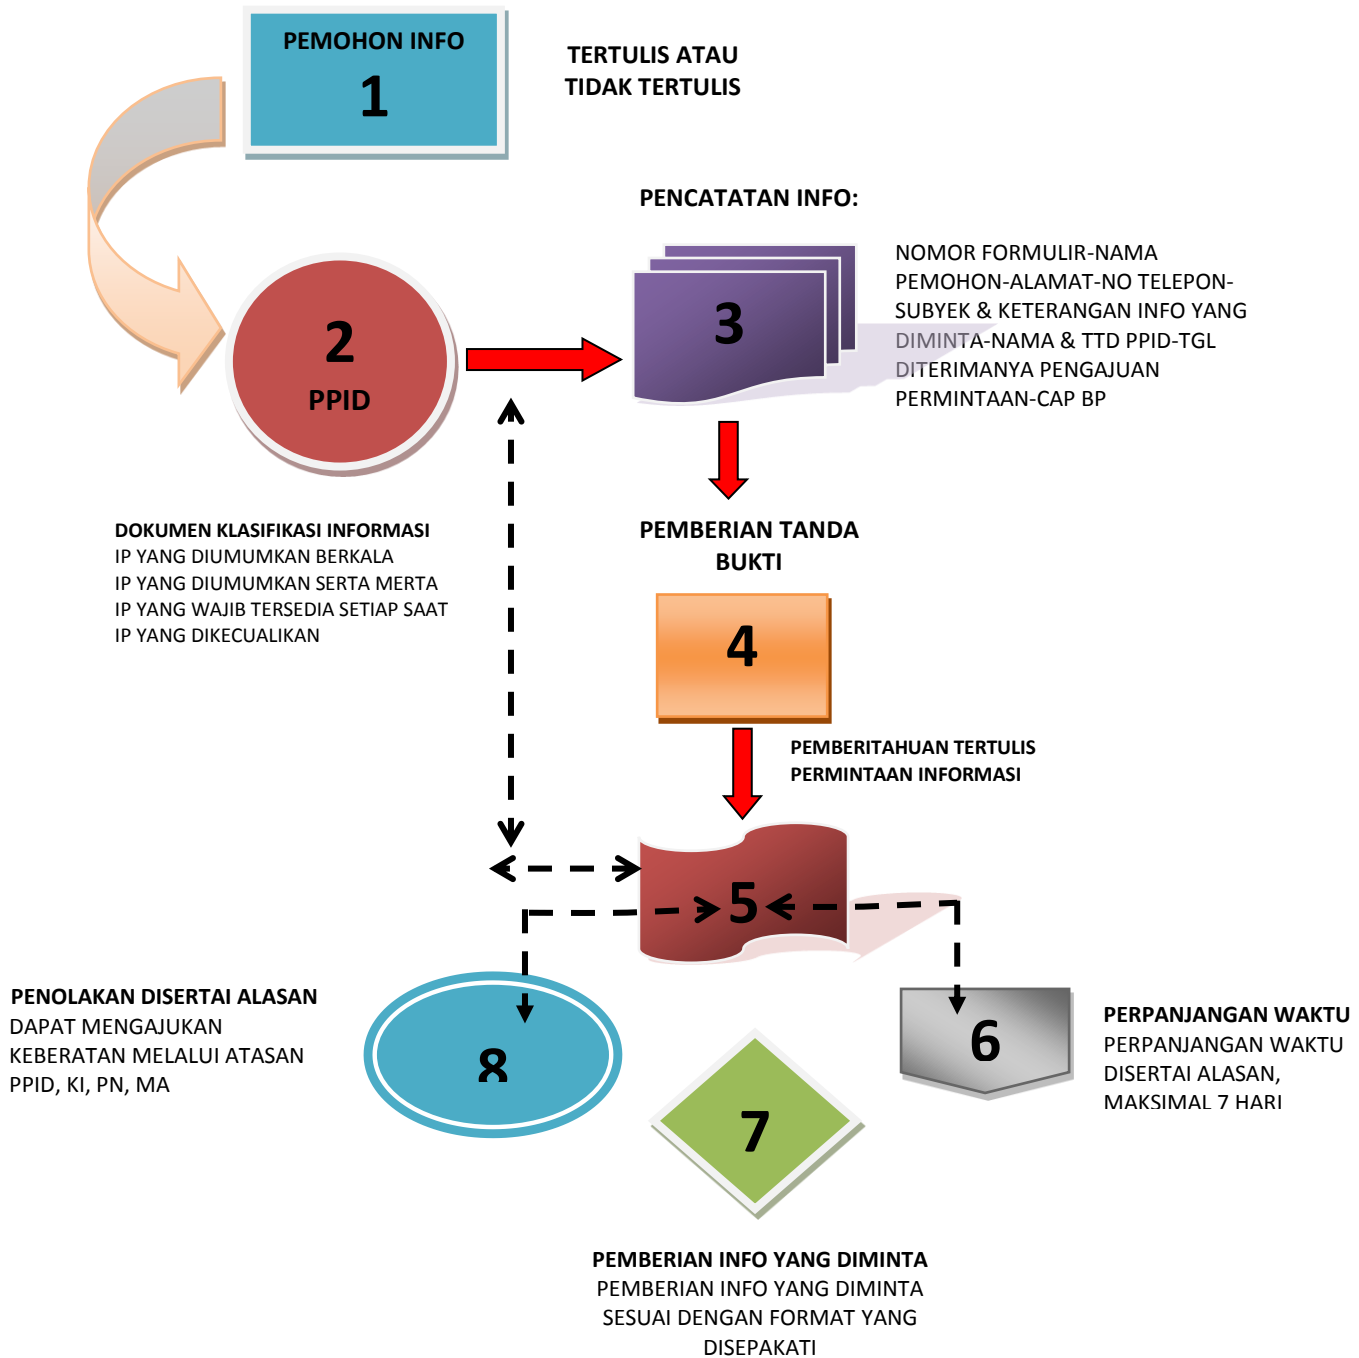 PEMOHON INFO
1
TERTULIS ATAU
TIDAK TERTULIS
PENCATATAN INFO:
2
PPID
3
NOMOR FORMULIR-NAMA
PEMOHON-ALAMAT-NO TELEPON-
SUBYEK & KETERANGAN INFO YANG
DIMINTA-NAMA & TTD PPID-TGL
DITERIMANYA PENGAJUAN
PERMINTAAN-CAP BP
DOKUMEN KLASIFIKASI INFORMASI
IP YANG DIUMUMKAN BERKALA
IP YANG DIUMUMKAN SERTA MERTA
IP YANG WAJIB TERSEDIA SETIAP SAAT
IP YANG DIKECUALIKAN
PEMBERIAN TANDA
BUKTI
4
PEMBERITAHUAN TERTULIS
PERMINTAAN INFORMASI
5
PENOLAKAN DISERTAI ALASAN
DAPAT MENGAJUKAN
KEBERATAN MELALUI ATASAN
PPID, KI, PN, MA
8
7
6
PERPANJANGAN WAKTU
PERPANJANGAN WAKTU
DISERTAI ALASAN,
MAKSIMAL 7 HARI
PEMBERIAN INFO YANG DIMINTA
PEMBERIAN INFO YANG DIMINTA
SESUAI DENGAN FORMAT YANG
DISEPAKATI